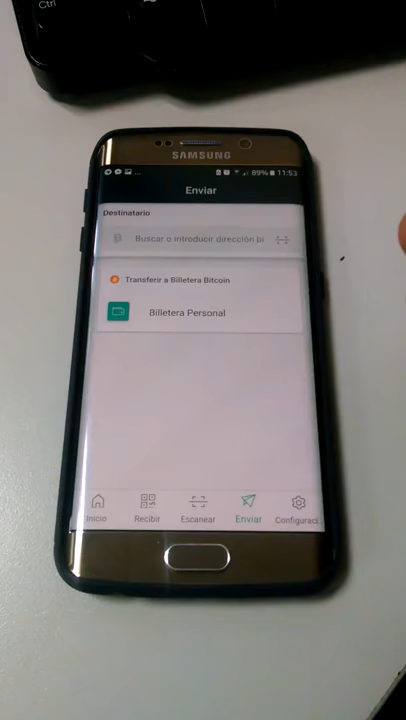 Ctrl
SAMSUNG
89% 11:53
Enviar
Destinatario
Buscar o introducir dirección bi
Transferir a Billetera Bitcoin
Billetera Personal
Inicio
Recibir
Escanear
Enviar
Configuraci...